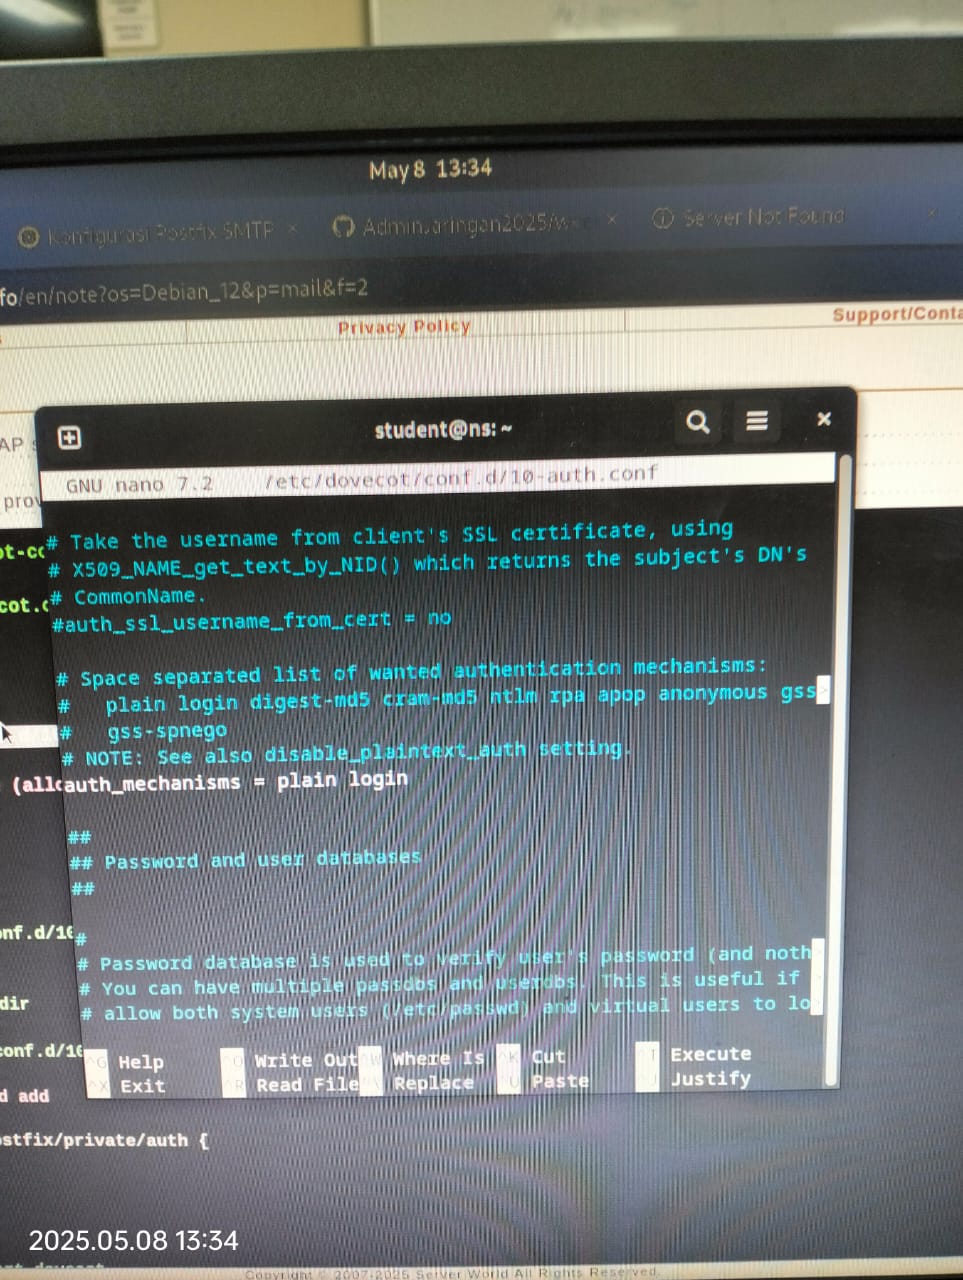 May 8 13:34
Konfigurasi Postfix SMTP ×
Adminjaringan2025/w ×
Server Not Found ×
fo/en/note?os=Debian_12&p=mail&f=2
Privacy Policy
Support/Conta
AP
student@ns: ~
prov
GNU nano 7.2 /etc/dovecot/conf.d/10-auth.conf
ot-co
# Take the username from client's SSL certificate, using
# X509_NAME_get_text_by_NID() which returns the subject's DN's
cot.c
# CommonName.
#auth_ssl_username_from_cert = no
# Space separated list of wanted authentication mechanisms:
#   plain login digest-md5 cram-md5 ntlm rpa apop anonymous gss>
#   gss-spnego
# NOTE: See also disable_plaintext_auth setting.
(allo
auth_mechanisms = plain login
##
## Password and user databases
##
onf.d/10
#
# Password database is used to verify user's password (and noth
# You can have multiple passdbs and userdbs. This is useful if
dir
# allow both system users (/etc/passwd) and virtual users to lo
conf.d/10
^G Help ^O Write Out ^W Where Is ^K Cut ^T Execute
^X Exit ^R Read File ^\ Replace ^U Paste ^J Justify
d add
ostfix/private/auth {
2025.05.08 13:34
Copyright © 2007-2025 Server World All Rights Reserved.